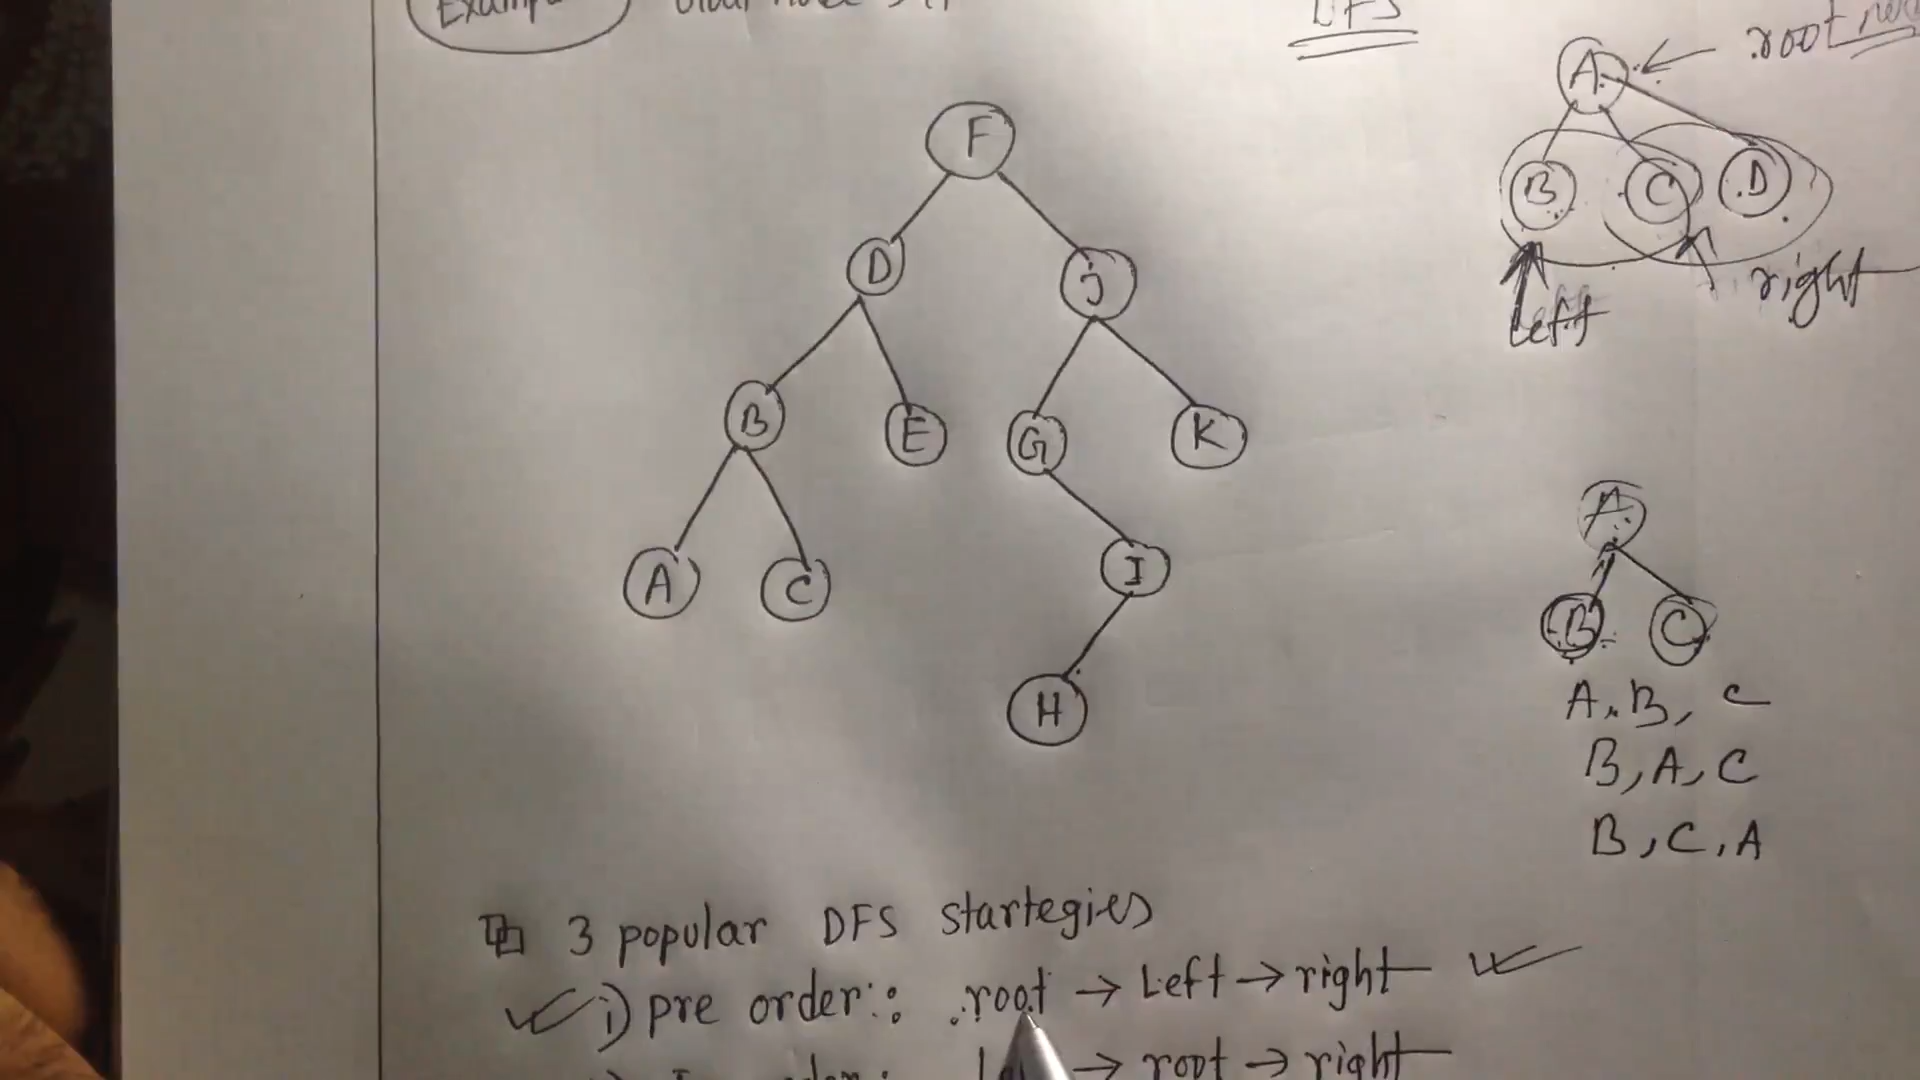 DFS
root
A
B C D
Left right
F
D J
B E G K
A C I
H
A
B C
A, B, C
B, A, C
B, C, A
3 popular DFS startegies
i) pre order: root → Left → right
→ root → right